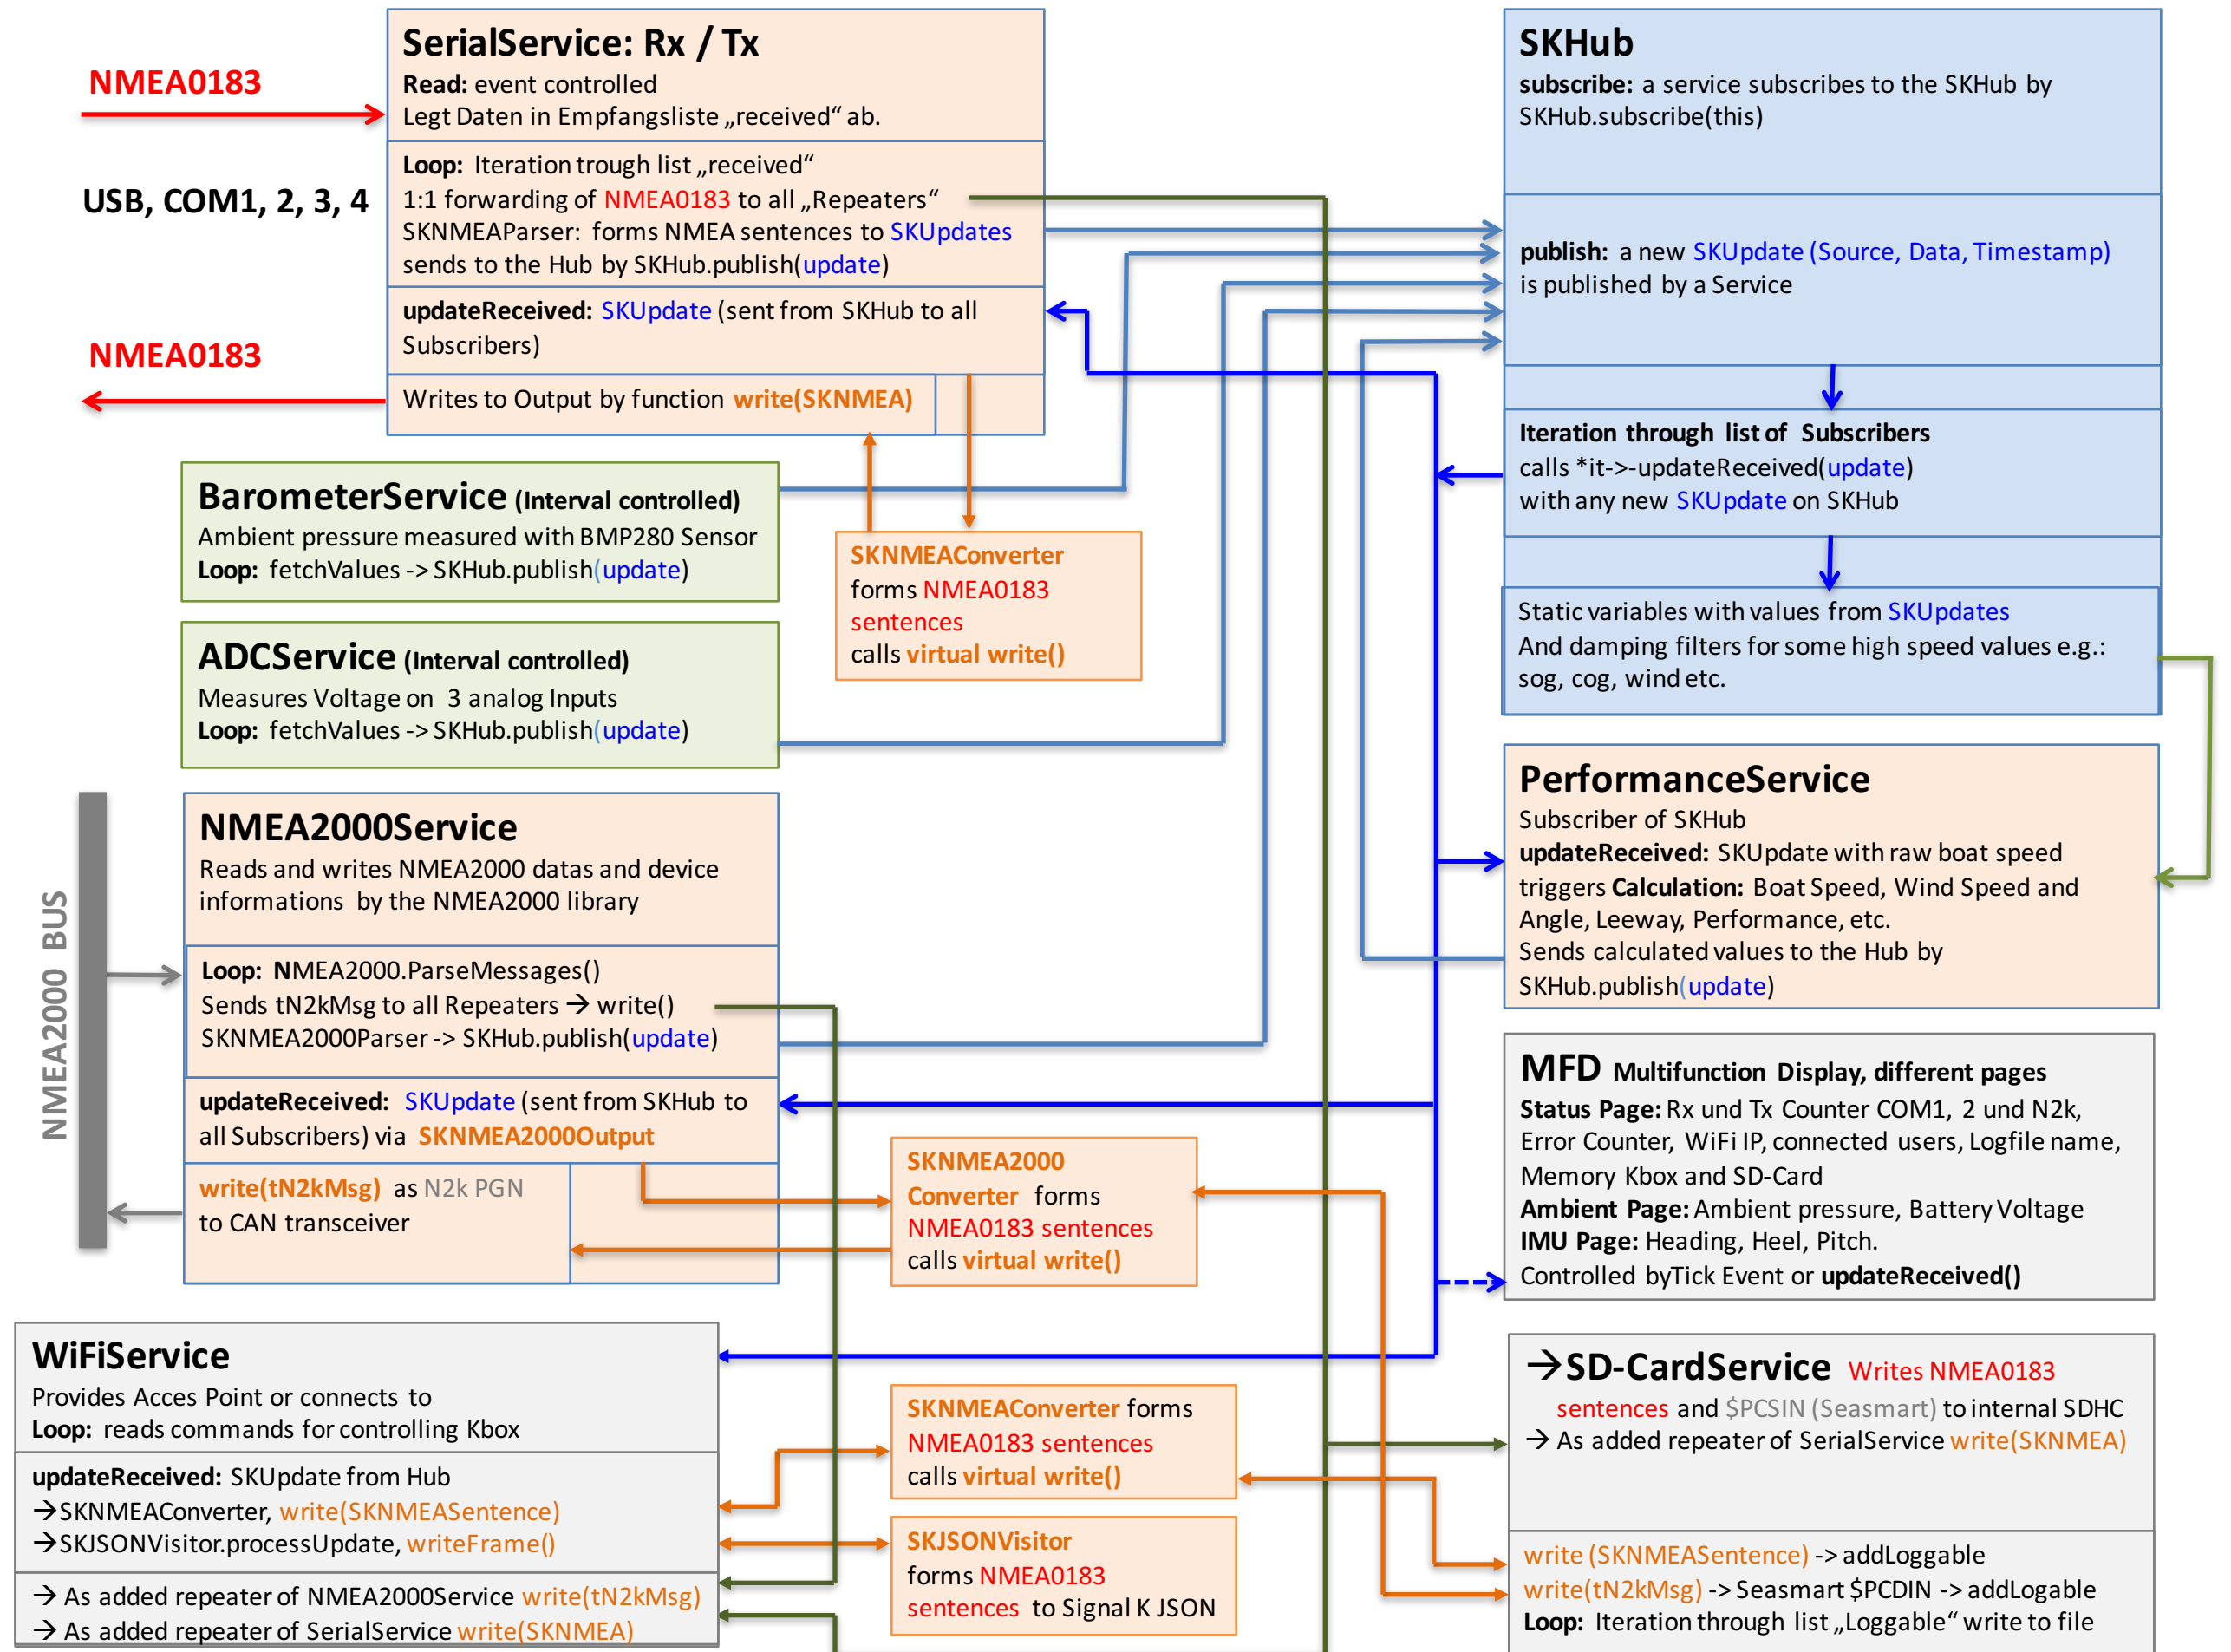 NMEA0183
USB, COM1, 2, 3, 4
NMEA0183
SerialService: Rx / Tx
Read: event controlled
Legt Daten in Empfangsliste „received“ ab.
Loop: Iteration trough list „received“
1:1 forwarding of NMEA0183 to all „Repeaters“
SKNMEAParser: forms NMEA sentences to SKUpdates
sends to the Hub by SKHub.publish(update)
updateReceived: SKUpdate (sent from SKHub to all
Subscribers)
Writes to Output by function write(SKNMEA)
SKHub
subscribe: a service subscribes to the SKHub by
SKHub.subscribe(this)
publish: a new SKUpdate (Source, Data, Timestamp)
is published by a Service
Iteration through list of Subscribers
calls *it->-updateReceived(update)
with any new SKUpdate on SKHub
Static variables with values from SKUpdates
And damping filters for some high speed values e.g.:
sog, cog, wind etc.
BarometerService (Interval controlled)
Ambient pressure measured with BMP280 Sensor
Loop: fetchValues -> SKHub.publish(update)
SKNMEAConverter
forms NMEA0183
sentences
calls virtual write()
ADCService (Interval controlled)
Measures Voltage on 3 analog Inputs
Loop: fetchValues -> SKHub.publish(update)
PerformanceService
Subscriber of SKHub
updateReceived: SKUpdate with raw boat speed
triggers Calculation: Boat Speed, Wind Speed and
Angle, Leeway, Performance, etc.
Sends calculated values to the Hub by
SKHub.publish(update)
NMEA2000 BUS
NMEA2000Service
Reads and writes NMEA2000 datas and device
informations by the NMEA2000 library
Loop: NMEA2000.ParseMessages()
Sends tN2kMsg to all Repeaters → write()
SKNMEA2000Parser -> SKHub.publish(update)
updateReceived: SKUpdate (sent from SKHub to
all Subscribers) via SKNMEA2000Output
write(tN2kMsg) as N2k PGN
to CAN transceiver
SKNMEA2000
Converter forms
NMEA0183 sentences
calls virtual write()
MFD Multifunction Display, different pages
Status Page: Rx und Tx Counter COM1, 2 und N2k,
Error Counter, WiFi IP, connected users, Logfile name,
Memory Kbox and SD-Card
Ambient Page: Ambient pressure, Battery Voltage
IMU Page: Heading, Heel, Pitch.
Controlled byTick Event or updateReceived()
WiFiService
Provides Acces Point or connects to
Loop: reads commands for controlling Kbox
updateReceived: SKUpdate from Hub
→SKNMEAConverter, write(SKNMEASentence)
→SKJSONVisitor.processUpdate, writeFrame()
→ As added repeater of NMEA2000Service write(tN2kMsg)
→ As added repeater of SerialService write(SKNMEA)
SKNMEAConverter forms
NMEA0183 sentences
calls virtual write()
SKJSONVisitor
forms NMEA0183
sentences to Signal K JSON
→SD-CardService Writes NMEA0183
sentences and $PCSIN (Seasmart) to internal SDHC
→ As added repeater of SerialService write(SKNMEA)
write (SKNMEASentence) -> addLoggable
write(tN2kMsg) -> Seasmart $PCDIN -> addLogable
Loop: Iteration through list „Loggable“ write to file